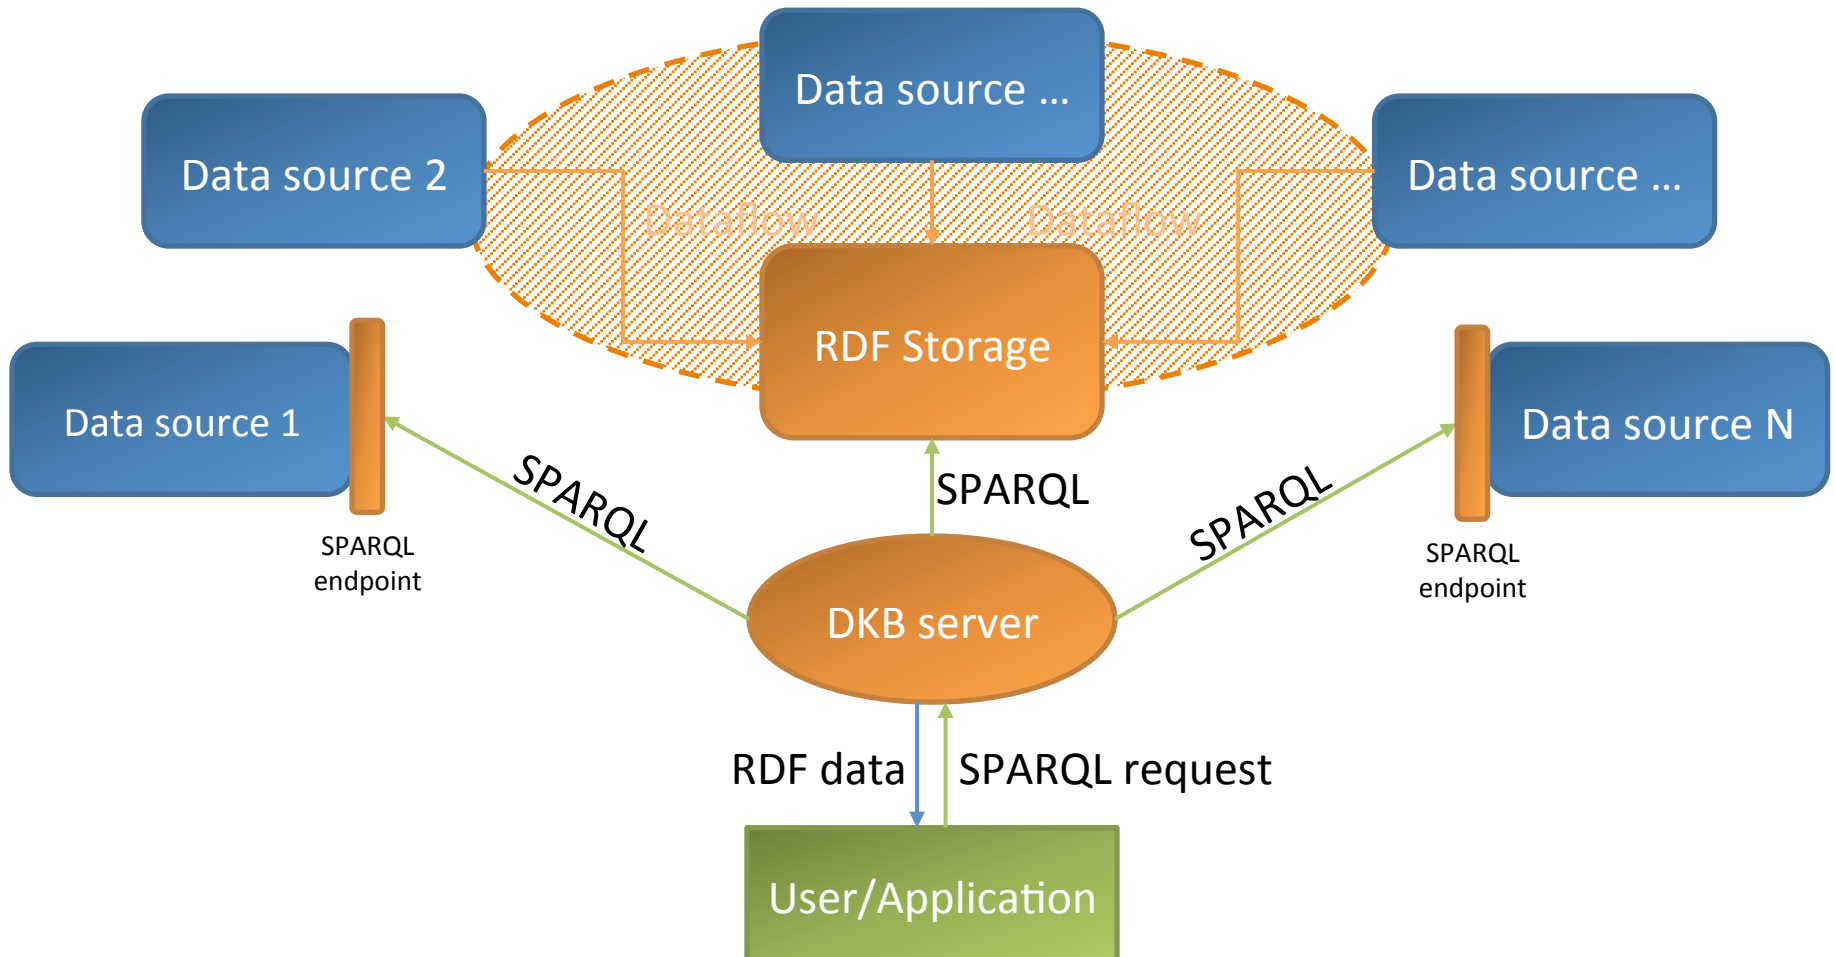 Data source ...
Data source 2
Data source ...
Dataflow
Dataflow
RDF Storage
Data source 1
Data source N
SPARQL
SPARQL
SPARQL
SPARQL
endpoint
SPARQL
endpoint
DKB server
RDF data
SPARQL request
User/Application